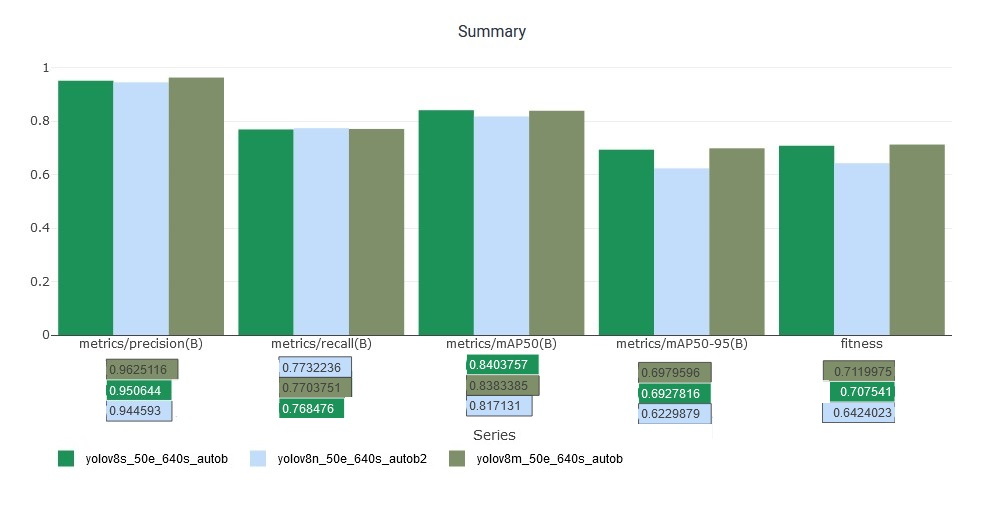 Summary
1
0.8
0.6
0.4
0.2
0
metrics/precision(B) metrics/recall(B) metrics/mAP50(B) metrics/mAP50-95(B) fitness
0.9625116 0.7732236 0.8403757 0.6979596 0.7119975
0.950644 0.7703751 0.8383385 0.6927816 0.707541
0.944593 0.768476 0.817131 0.6229879 0.6424023
Series
yolov8s_50e_640s_autob yolov8n_50e_640s_autob2 yolov8m_50e_640s_autob